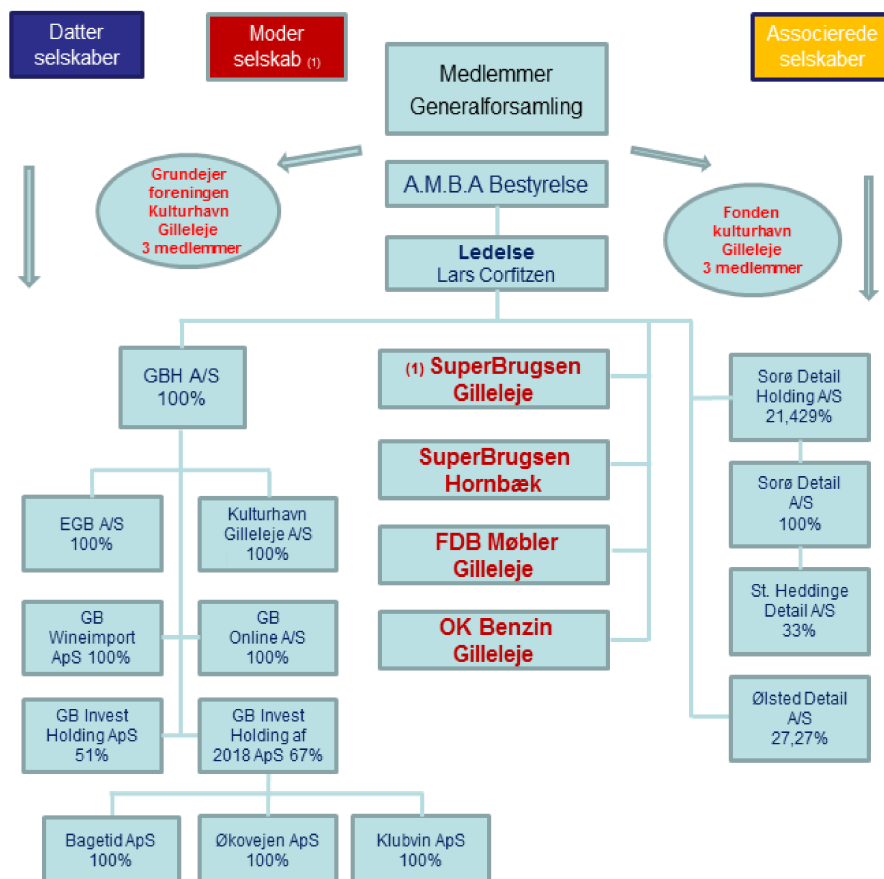 Datter
selskaber
Moder
selskab (1)
Associerede
selskaber
Medlemmer
Generalforsamling
Grundejer
foreningen
Kulturhavn
Gilleleje
3 medlemmer
A.M.B.A Bestyrelse
Fonden
kulturhavn
Gilleleje
3 medlemmer
Ledelse
Lars Corfitzen
GBH A/S
100%
(1) SuperBrugsen
Gilleleje
Sorø Detail
Holding A/S
21,429%
SuperBrugsen
Hornbæk
Sorø Detail
A/S
100%
EGB A/S
100%
Kulturhavn
Gilleleje A/S
100%
FDB Møbler
Gilleleje
St. Heddinge
Detail A/S
33%
GB
Wineimport
ApS 100%
GB
Online A/S
100%
OK Benzin
Gilleleje
GB Invest
Holding ApS
51%
GB Invest
Holding af
2018 ApS 67%
Ølsted Detail
A/S
27,27%
Bagetid ApS
100%
Økovejen ApS
100%
Klubvin ApS
100%